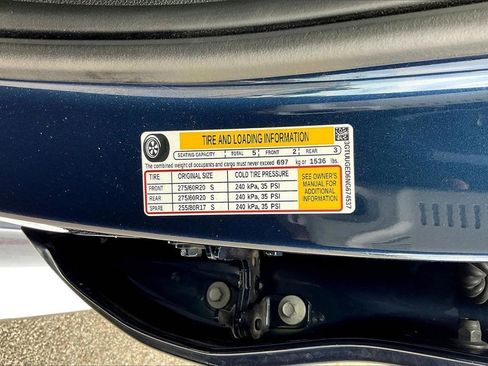 TIRE AND LOADING INFORMATION
SEATING CAPACITY TOTAL 5 FRONT 2 REAR 3
The combined weight of occupants and cargo must never exceed 697 kg or 1536 lbs.
TIRE ORIGINAL SIZE COLD TIRE PRESSURE
FRONT 275/60R20 S 240 kPa, 35 PSI
REAR 275/60R20 S 240 kPa, 35 PSI
SPARE 255/80R17 S 240 kPa, 35 PSI
SEE OWNER'S
MANUAL FOR
ADDITIONAL
INFORMATION